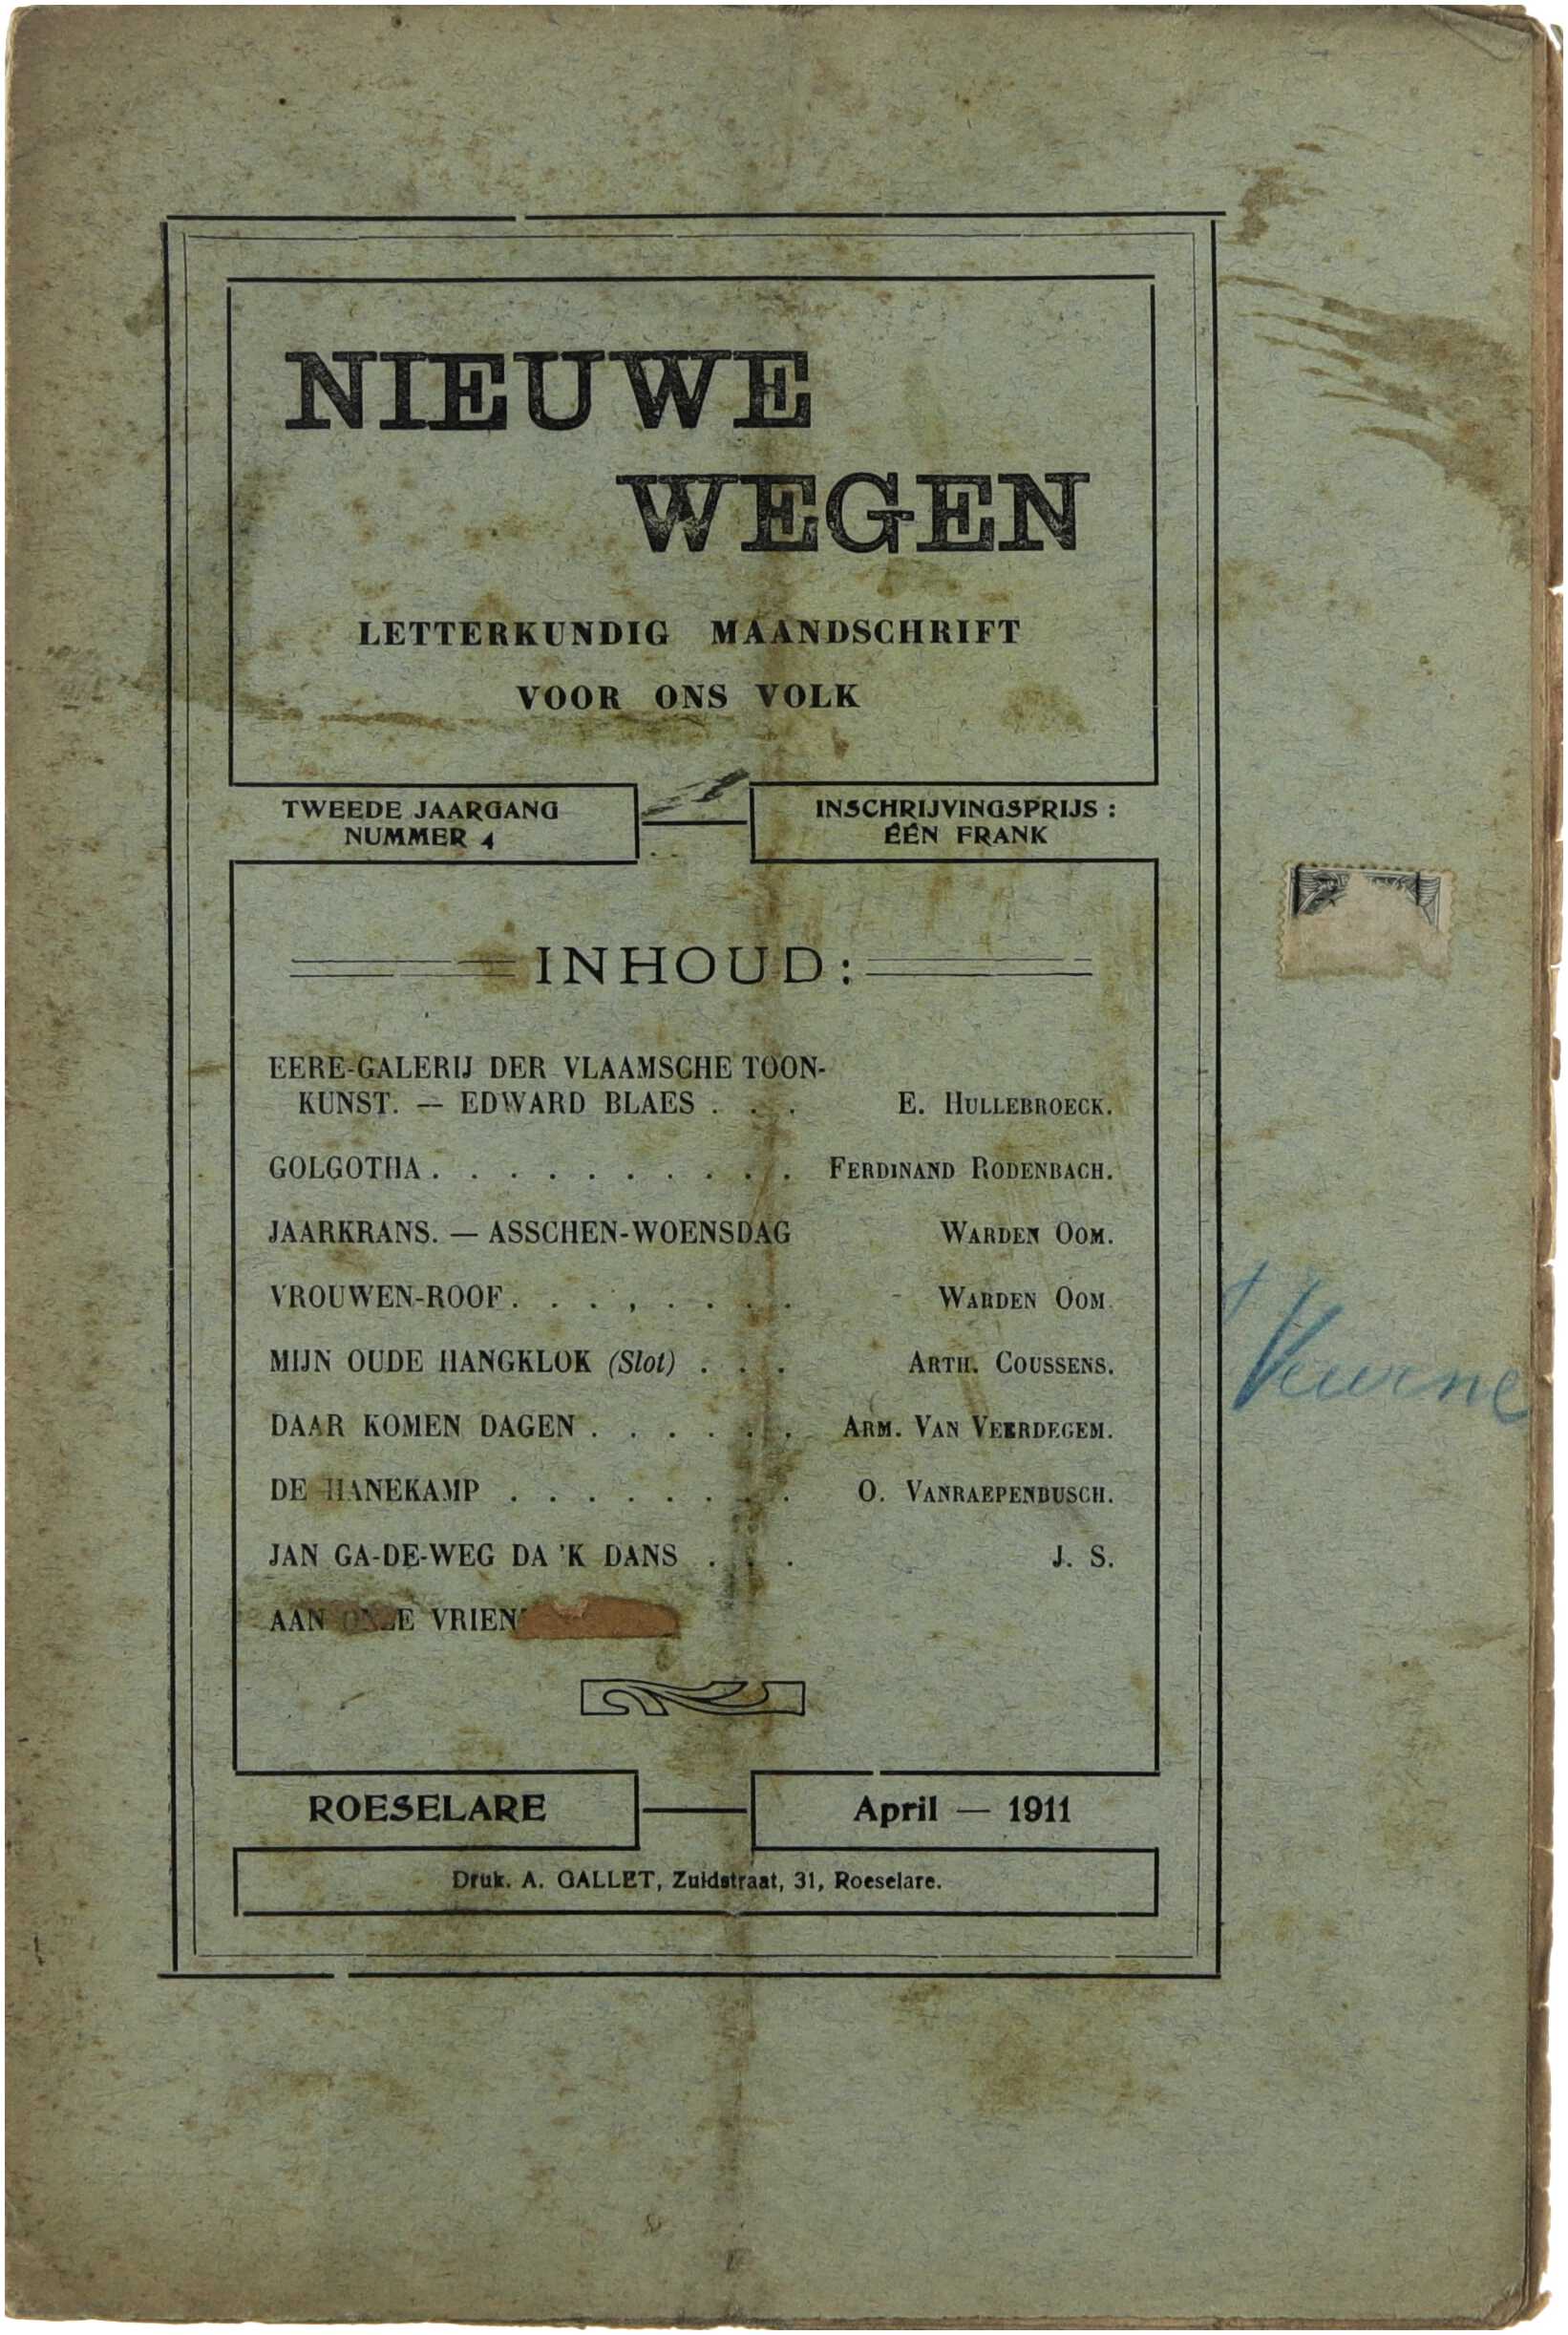 NIEUWE
WEGEN
LETTERKUNDIG MAANDSCHRIFT
VOOR ONS VOLK
TWEEDE JAARGANG
NUMMER 4
INSCHRIJVINGSPRIJS :
ÉÉN FRANK
INHOUD:
EERE-GALERIJ DER VLAAMSCHE TOON-
KUNST. — EDWARD BLAES . . . E. HULLEBROECK.
GOLGOTHA . . . . . . . . . . FERDINAND RODENBACH.
JAARKRANS. — ASSCHEN-WOENSDAG WARDEN OOM.
VROUWEN-ROOF . . . , . . . . WARDEN OOM.
MIJN OUDE HANGKLOK (Slot) . . . ARTH. COUSSENS.
DAAR KOMEN DAGEN . . . . . . ARM. VAN VEERDEGEM.
DE HANEKAMP . . . . . . . . O. VANRAEPENBUSCH.
JAN GA-DE-WEG DA 'K DANS . . . J. S.
AAN ONZE
ROESELARE
April — 1911
Druk. A. GALLET, Zuidstraat, 31, Roeselare.
Veurne